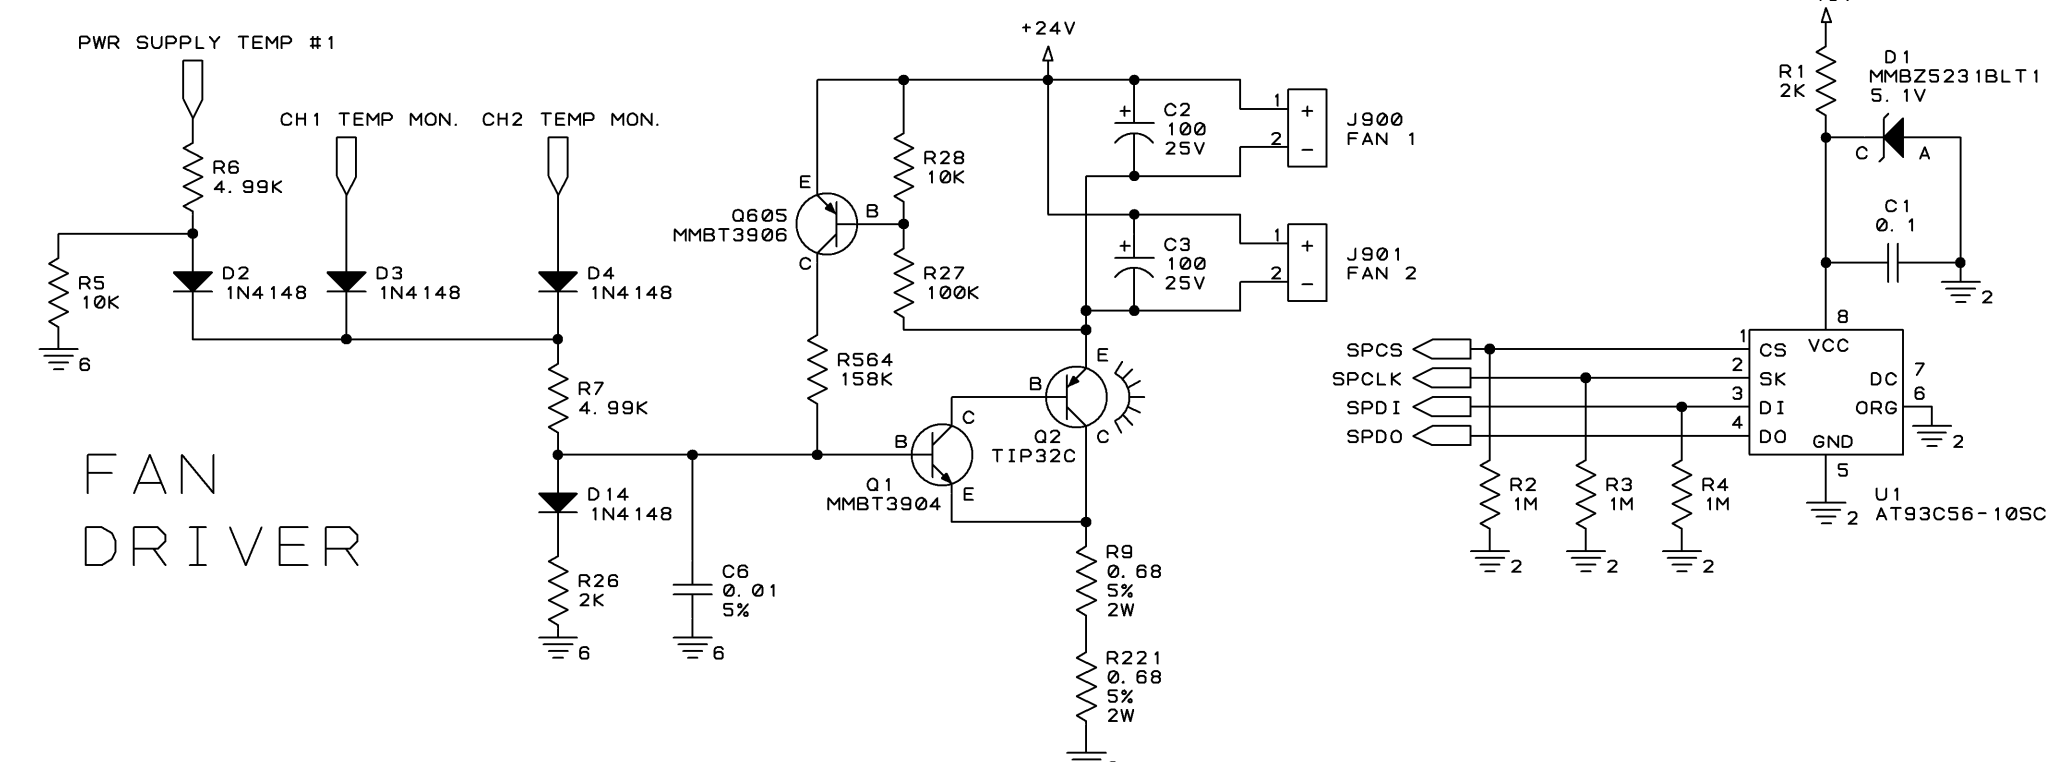 PWR SUPPLY TEMP #1
R6
4.99K
R5
10K
6
D2
1N4148
CH1 TEMP MON.
D3
1N4148
CH2 TEMP MON.
D4
1N4148
R7
4.99K
D14
1N4148
R26
2K
6
C6
0.01
5%
6
FAN
DRIVER
+24V
E
Q605
MMBT3906
B
C
R28
10K
R27
100K
R564
158K
+
C2
100
25V
1
+
2
-
J900
FAN 1
+
C3
100
25V
1
+
2
-
J901
FAN 2
B
C
E
Q1
MMBT3904
B
E
C
Q2
TIP32C
R9
0.68
5%
2W
R221
0.68
5%
2W
R1
2K
D1
MMBZ5231BLT1
5.1V
C
A
C1
0.1
2
SPCS
SPCLK
SPDI
SPDO
1
2
3
4
8
VCC
CS
SK
DI
DO
DC
ORG
GND
7
6
2
5
2
U1
AT93C56-10SC
R2
1M
2
R3
1M
2
R4
1M
2